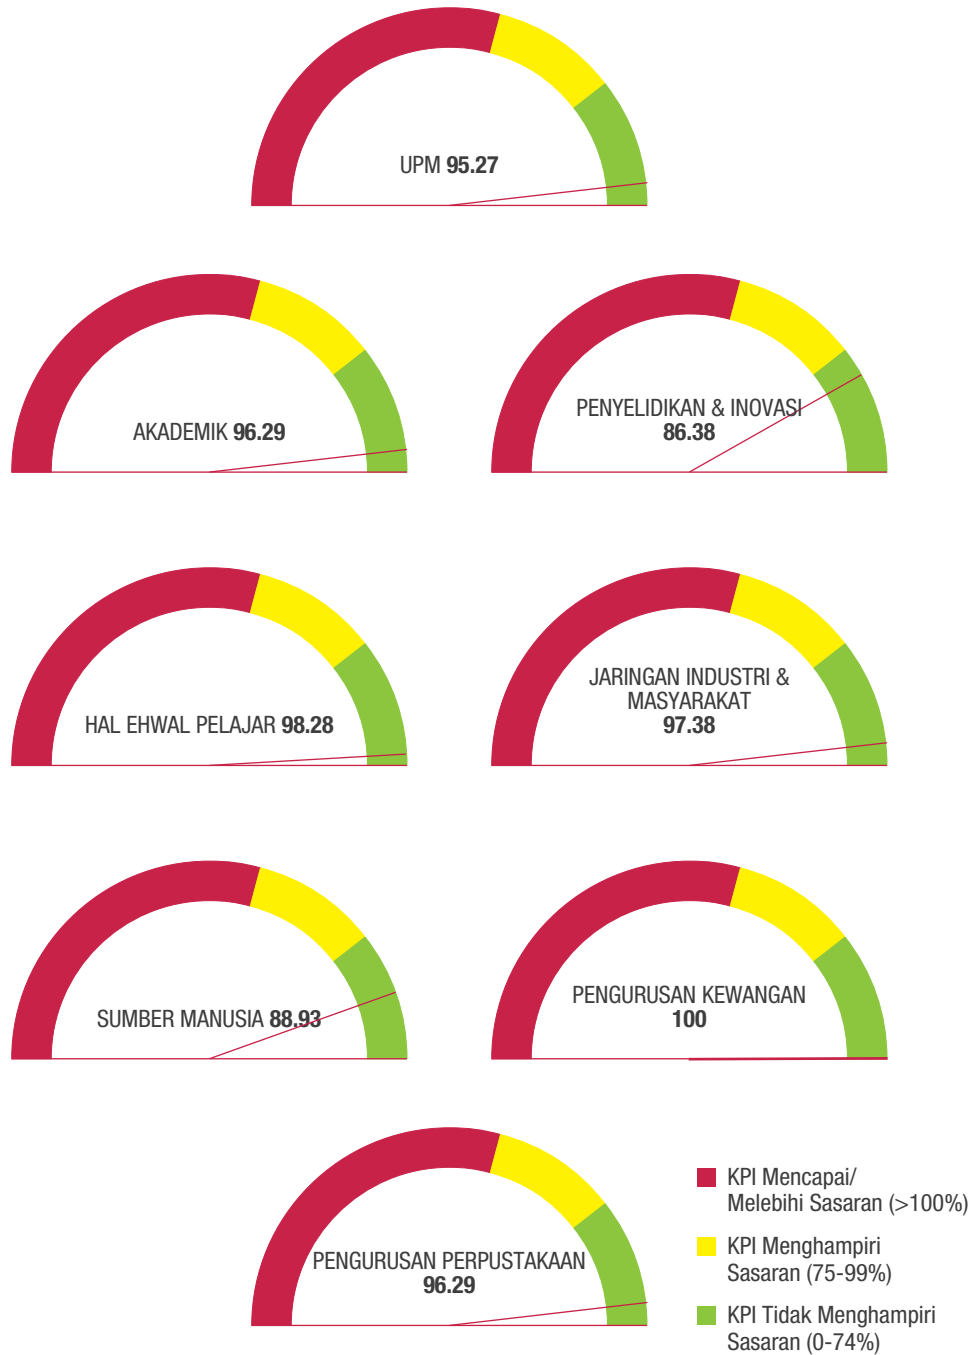 UPM 95.27
AKADEMIK 96.29
PENYELIDIKAN & INOVASI
86.38
HAL EHWAL PELAJAR 98.28
JARINGAN INDUSTRI &
MASYARAKAT
97.38
SUMBER MANUSIA 88.93
PENGURUSAN KEWANGAN
100
PENGURUSAN PERPUSTAKAAN
96.29
KPI Mencapai/
Melebihi Sasaran (>100%)
KPI Menghampiri
Sasaran (75-99%)
KPI Tidak Menghampiri
Sasaran (0-74%)